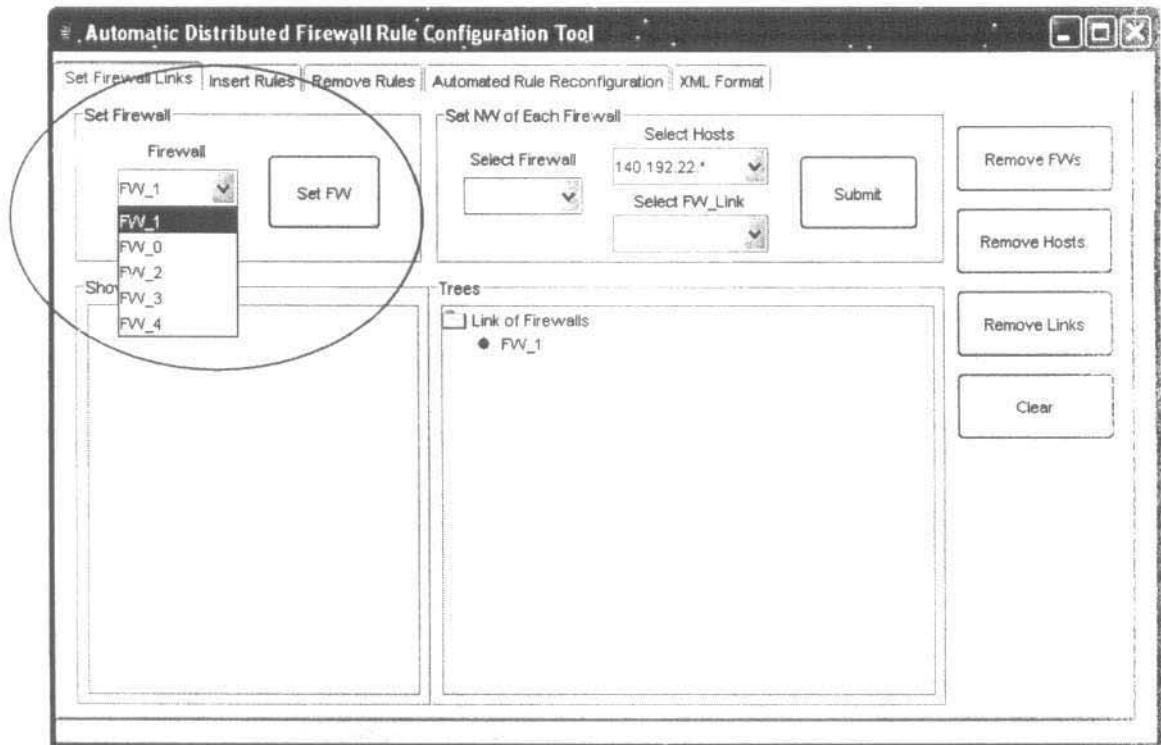 Automatic Distributed Firewall Rule Configuration Tool
Set Firewall Links Insert Rules Remove Rules Automated Rule Reconfiguration XML Format
Set Firewall
Firewall
FW_1
Set FW
FW_1
FW_0
FW_2
FW_3
FW_4
Set NW of Each Firewall
Select Firewall
Select Hosts
140.192.22.*
Select FW_Link
Submit
Remove FWs
Remove Hosts
Remove Links
Clear
Trees
Link of Firewalls
FW_1